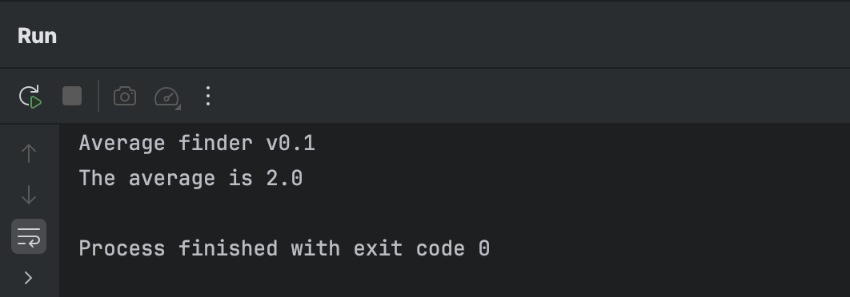 Run
Average finder v0.1
The average is 2.0
Process finished with exit code 0